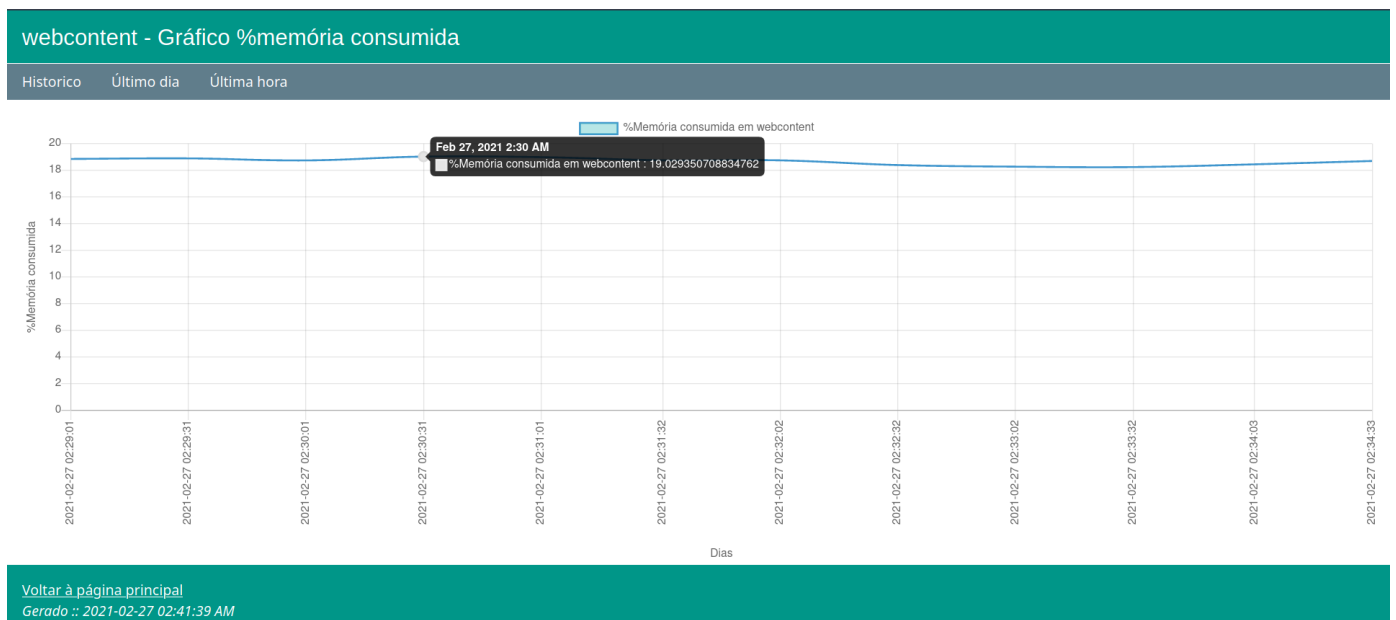 webcontent - Gráfico %memória consumida
Historico Último dia Última hora
%Memória consumida em webcontent
Feb 27, 2021 2:30 AM
%Memória consumida em webcontent : 19.029350708834762
%Memória consumida
20
18
16
14
12
10
8
6
4
2
0
2021-02-27 02:29:01
2021-02-27 02:29:31
2021-02-27 02:30:01
2021-02-27 02:30:31
2021-02-27 02:31:01
2021-02-27 02:31:32
2021-02-27 02:32:02
2021-02-27 02:32:32
2021-02-27 02:33:02
2021-02-27 02:33:32
2021-02-27 02:34:03
2021-02-27 02:34:33
Dias
Voltar à página principal
Gerado :: 2021-02-27 02:41:39 AM